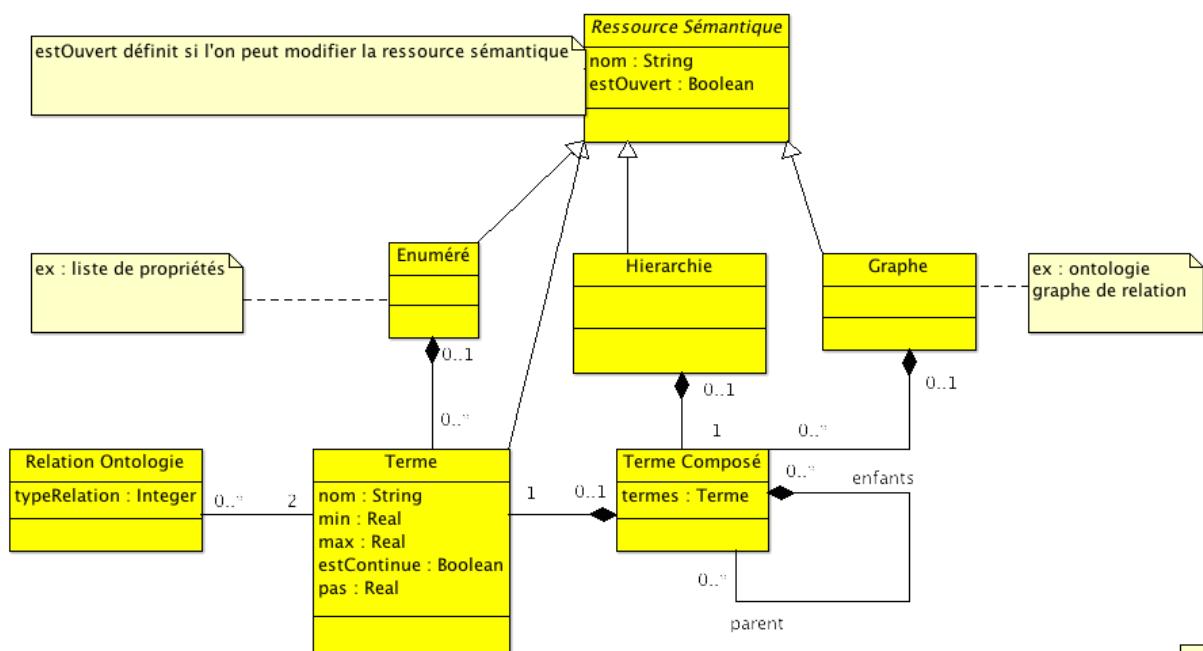 Ressource Sémantique
estOuvert définit si l'on peut modifier la ressource sémantique
nom : String
estOuvert : Boolean
ex : liste de propriétés
Enuméré
Hierarchie
Graphe
ex : ontologie
graphe de relation
0..1
0..1
0..1
0..*
1
0..*
Relation Ontologie
typeRelation : Integer
0..*
2
Terme
nom : String
min : Real
max : Real
estContinue : Boolean
pas : Real
1
0..1
Terme Composé
termes : Terme
0..*
enfants
0..*
parent